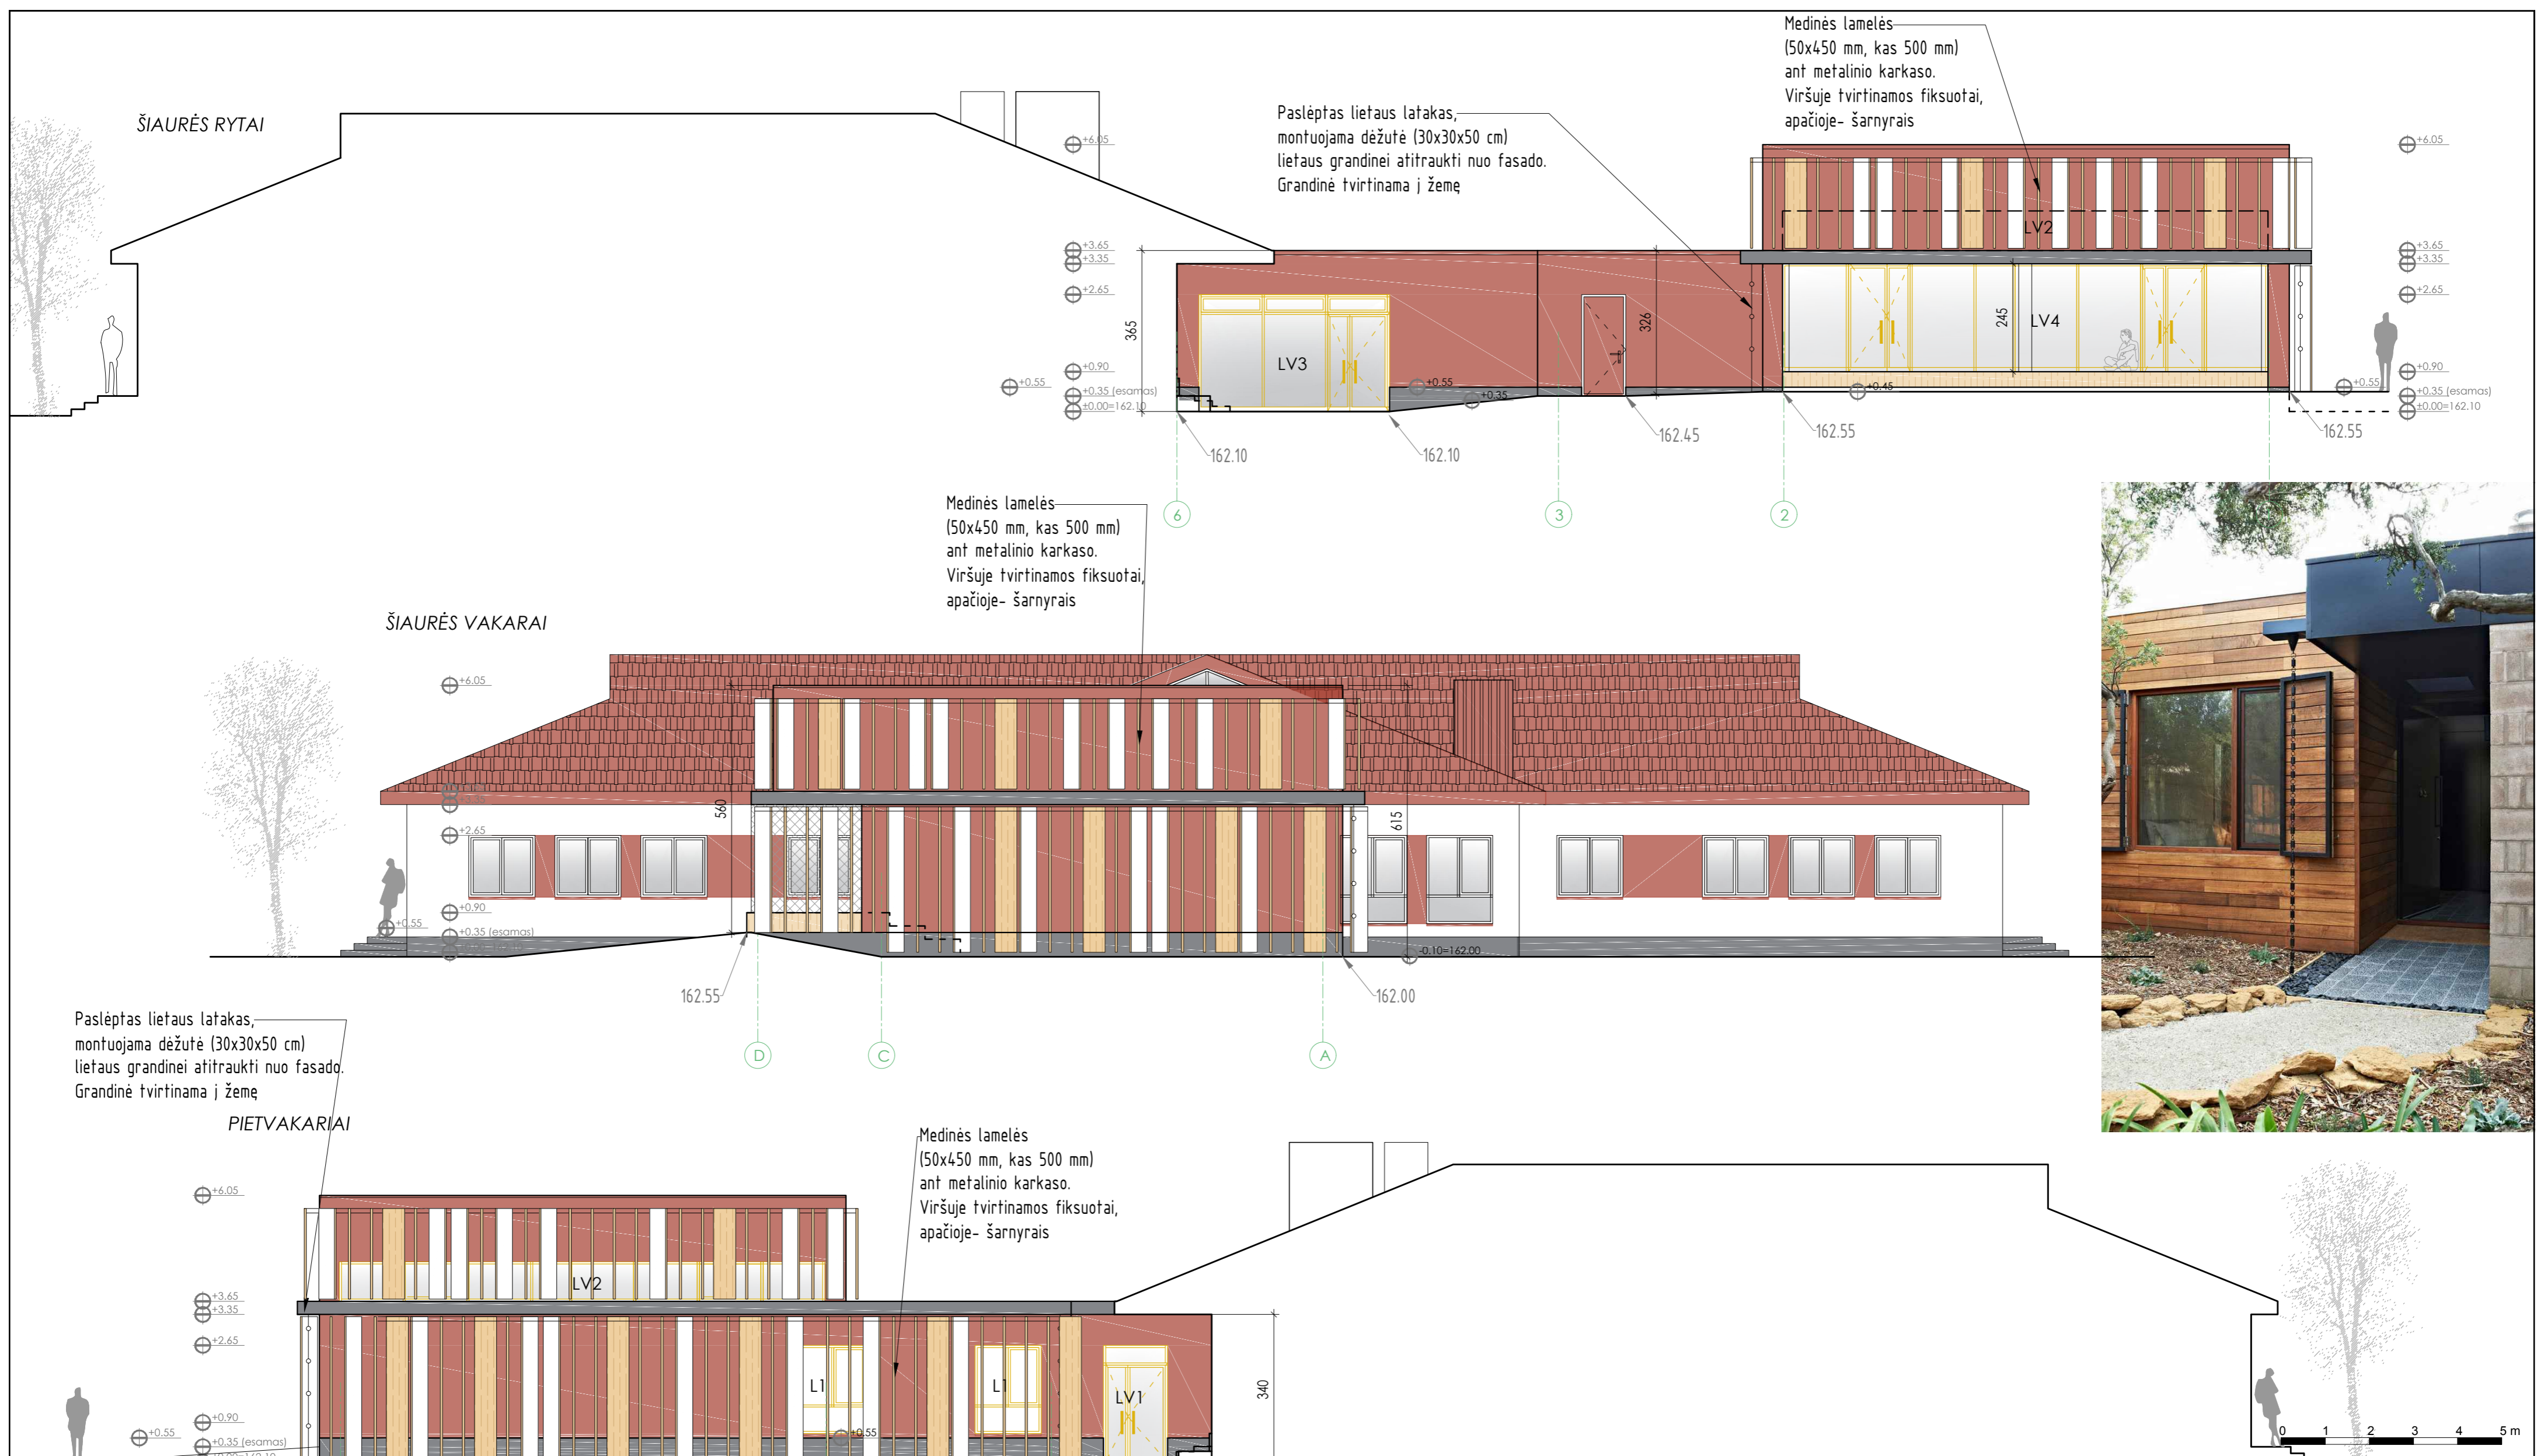 ŠIAURĖS RYTAI
Medinės lamelės
(50x450 mm, kas 500 mm)
ant metalinio karkaso.
Viršuje tvirtinamos fiksuotai,
apačioje- šarnyrais
Paslėptas lietaus latakas,
montuojama dėžutė (30x30x50 cm)
lietaus grandinei atitraukti nuo fasado.
Grandinė tvirtinama į žemę
+6.05
+3.65
+3.35
+2.65
+0.90
+0.55
+0.35 (esamas)
±0.00=162.10
365
LV3
+0.55
+0.35
326
LV2
245
LV4
+0.45
+0.55
+6.05
+3.65
+3.35
+2.65
+0.90
+0.35 (esamas)
±0.00=162.10
162.10
162.10
162.45
162.55
162.55
6
3
2
Medinės lamelės
(50x450 mm, kas 500 mm)
ant metalinio karkaso.
Viršuje tvirtinamos fiksuotai,
apačioje- šarnyrais
ŠIAURĖS VAKARAI
+6.05
+2.65
+0.90
+0.55
+0.35 (esamas)
560
615
-0.10=162.00
162.55
162.00
D
C
A
Paslėptas lietaus latakas,
montuojama dėžutė (30x30x50 cm)
lietaus grandinei atitraukti nuo fasado.
Grandinė tvirtinama į žemę
PIETVAKARIAI
Medinės lamelės
(50x450 mm, kas 500 mm)
ant metalinio karkaso.
Viršuje tvirtinamos fiksuotai,
apačioje- šarnyrais
+6.05
+3.65
+3.35
+2.65
+0.90
+0.55
+0.35 (esamas)
LV2
L1
L1
LV1
+0.55
340
0 1 2 3 4 5 m